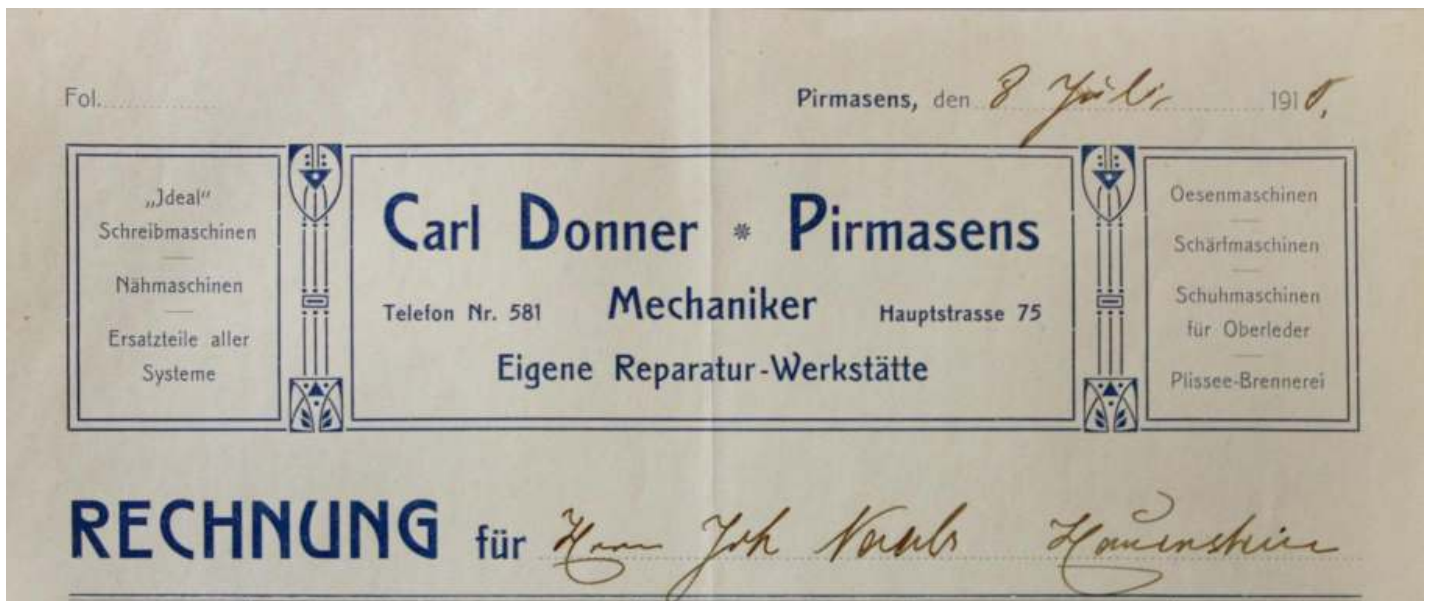 Fol.
Pirmasens, den 8 Juli 1918,
„Ideal“
Schreibmaschinen
Nähmaschinen
Ersatzteile aller
Systeme
Carl Donner * Pirmasens
Telefon Nr. 581 Mechaniker Hauptstrasse 75
Eigene Reparatur-Werkstätte
Oesenmaschinen
Schärfmaschinen
Schuhmaschinen
für Oberleder
Plissee-Brennerei
RECHNUNG für Herrn Joh Hauenstein